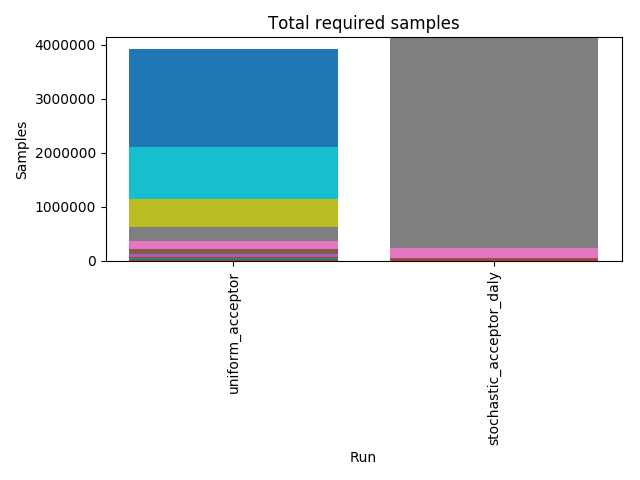 Total required samples
Samples
4000000
3000000
2000000
1000000
0
uniform_acceptor
stochastic_acceptor_daly
Run